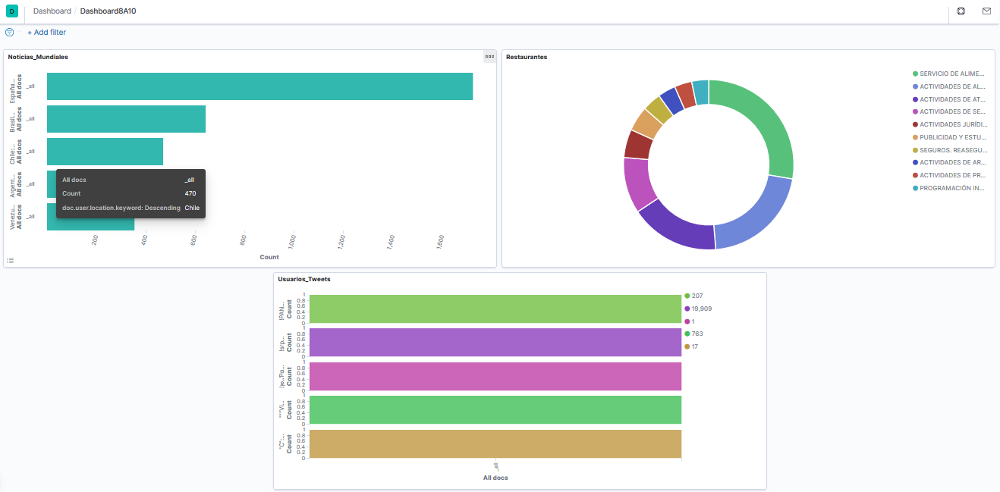 D Dashboard / Dashboard8A10
+ Add filter
Noticias_Mundiales
España...
All docs
_all
Brasil:...
All docs
_all
Chile:...
All docs
_all
Argent...
All docs
_all
Venezu...
All docs
_all
All docs _all
Count 470
doc.user.location.keyword: Descending Chile
200
400
600
800
1,000
1,200
1,400
1,600
Count
Restaurantes
SERVICIO DE ALIME...
ACTIVIDADES DE AL...
ACTIVIDADES DE AT...
ACTIVIDADES DE SE...
ACTIVIDADES JURÍDI...
PUBLICIDAD Y ESTU...
SEGUROS. REASEGU...
ACTIVIDADES DE AR...
ACTIVIDADES DE PR...
PROGRAMACIÓN IN...
Usuarios_Tweets
!PAN...
Count
1
0.8
0.6
0.4
0.2
0
!srp...
Count
1
0.8
0.6
0.4
0.2
0
Count
1
0.8
0.6
0.4
0.2
0
Count
1
0.8
0.6
0.4
0.2
0
Count
1
0.8
0.6
0.4
0.2
0
207
19,909
1
763
17
_all
All docs